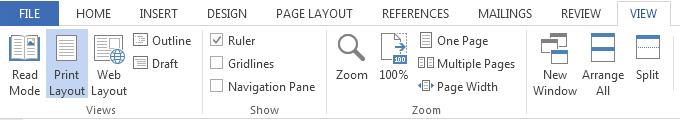 FILE HOME INSERT DESIGN PAGE LAYOUT REFERENCES MAILINGS REVIEW VIEW
Read Mode
Print Layout
Web Layout
Outline
Draft
Views
Ruler
Gridlines
Navigation Pane
Show
Zoom
100
100%
One Page
Multiple Pages
Page Width
Zoom
New Window
Arrange All
Split